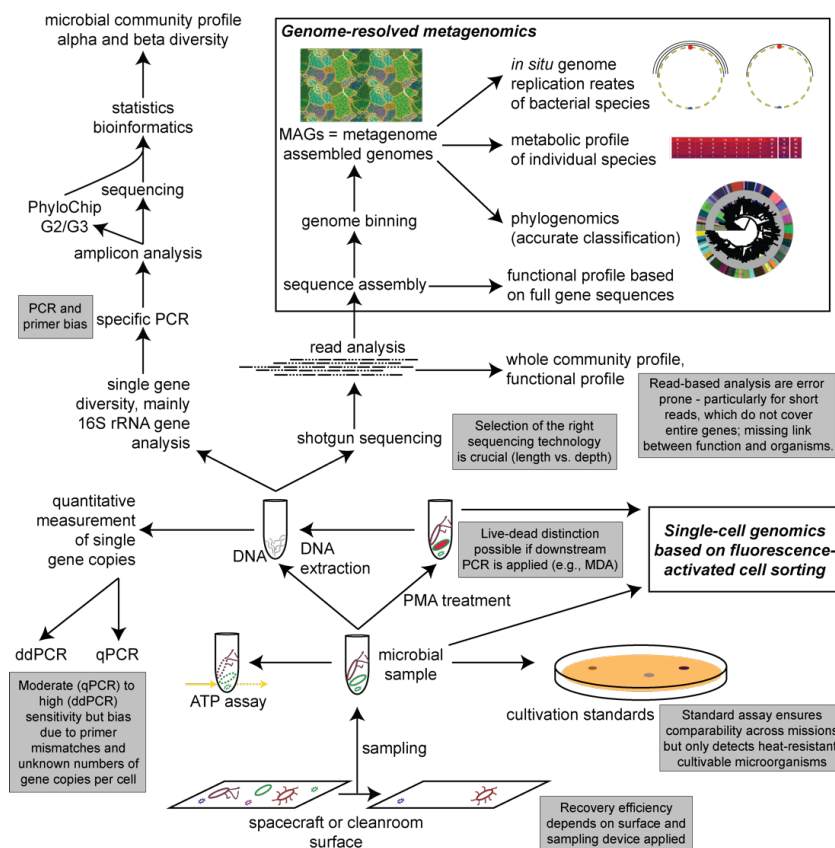 microbial community profile
alpha and beta diversity
statistics
bioinformatics
sequencing
PhyloChip
G2/G3
amplicon analysis
PCR and
primer bias
specific PCR
single gene
diversity, mainly
16S rRNA gene
analysis
Genome-resolved metagenomics
MAGs = metagenome
assembled genomes
in situ genome
replication reates
of bacterial species
metabolic profile
of individual species
phylogenomics
(accurate classification)
genome binning
sequence assembly
functional profile based
on full gene sequences
read analysis
whole community profile,
functional profile
Read-based analysis are error
prone - particularly for short
reads, which do not cover
entire genes; missing link
between function and organisms.
shotgun sequencing
Selection of the right
sequencing technology
is crucial (length vs. depth)
quantitative
measurement
of single
gene copies
DNA
DNA
extraction
Live-dead distinction
possible if downstream
PCR is applied (e.g., MDA)
Single-cell genomics
based on fluorescence-
activated cell sorting
PMA treatment
ddPCR
qPCR
Moderate (qPCR) to
high (ddPCR)
sensitivity but bias
due to primer
mismatches and
unknown numbers of
gene copies per cell
ATP assay
microbial
sample
cultivation standards
Standard assay ensures
comparability across missions
but only detects heat-resistant
cultivable microorganisms
sampling
spacecraft or cleanroom
surface
Recovery efficiency
depends on surface and
sampling device applied